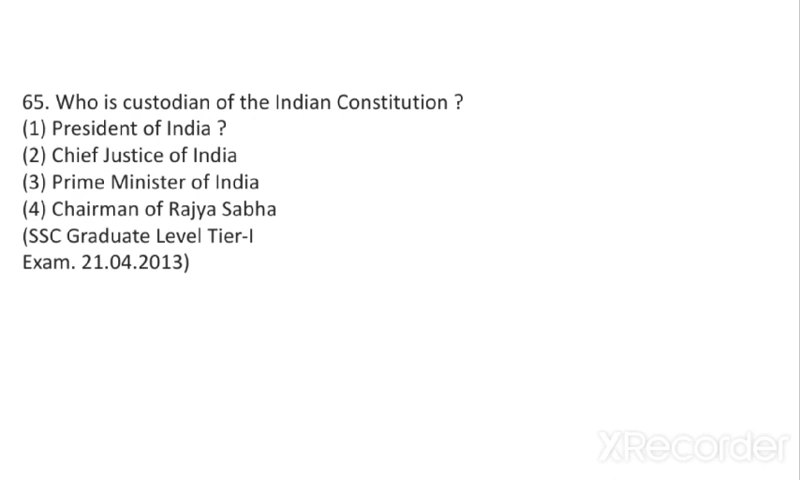 65. Who is custodian of the Indian Constitution ?
(1) President of India ?
(2) Chief Justice of India
(3) Prime Minister of India
(4) Chairman of Rajya Sabha
(SSC Graduate Level Tier-I
Exam. 21.04.2013)
XRecorder